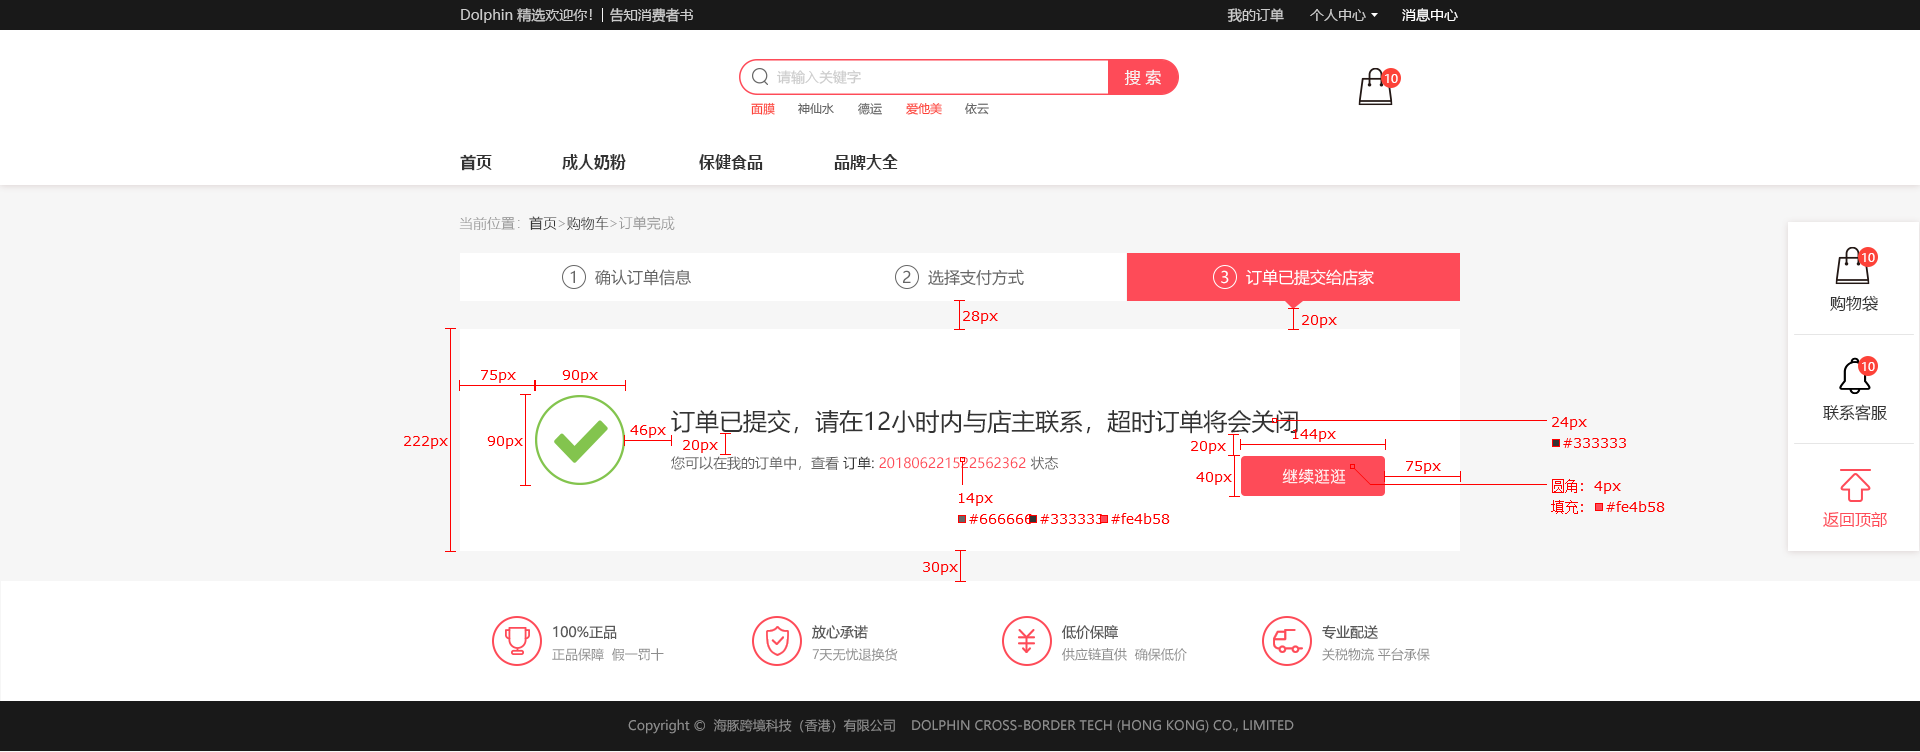 Dolphin 精选欢迎你！| 告知消费者书
我的订单 个人中心 消息中心
请输入关键字 搜 索
10
面膜 神仙水 德运 爱他美 依云
首页 成人奶粉 保健食品 品牌大全
当前位置：首页>购物车>订单完成
1 确认订单信息 2 选择支付方式 3 订单已提交给店家
28px 20px
75px 90px
222px 90px 46px 20px
订单已提交，请在12小时内与店主联系，超时订单将会关闭
24px
#333333
20px 144px
您可以在我的订单中，查看 订单: 201806221522562362 状态
40px 继续逛逛 75px
14px
#666666 #333333 #fe4b58
圆角：4px
填充：#fe4b58
30px
10
购物袋
10
联系客服
返回顶部
100%正品
正品保障 假一罚十
放心承诺
7天无忧退换货
低价保障
供应链直供 确保低价
专业配送
关税物流 平台承保
Copyright © 海豚跨境科技（香港）有限公司 DOLPHIN CROSS-BORDER TECH (HONG KONG) CO., LIMITED